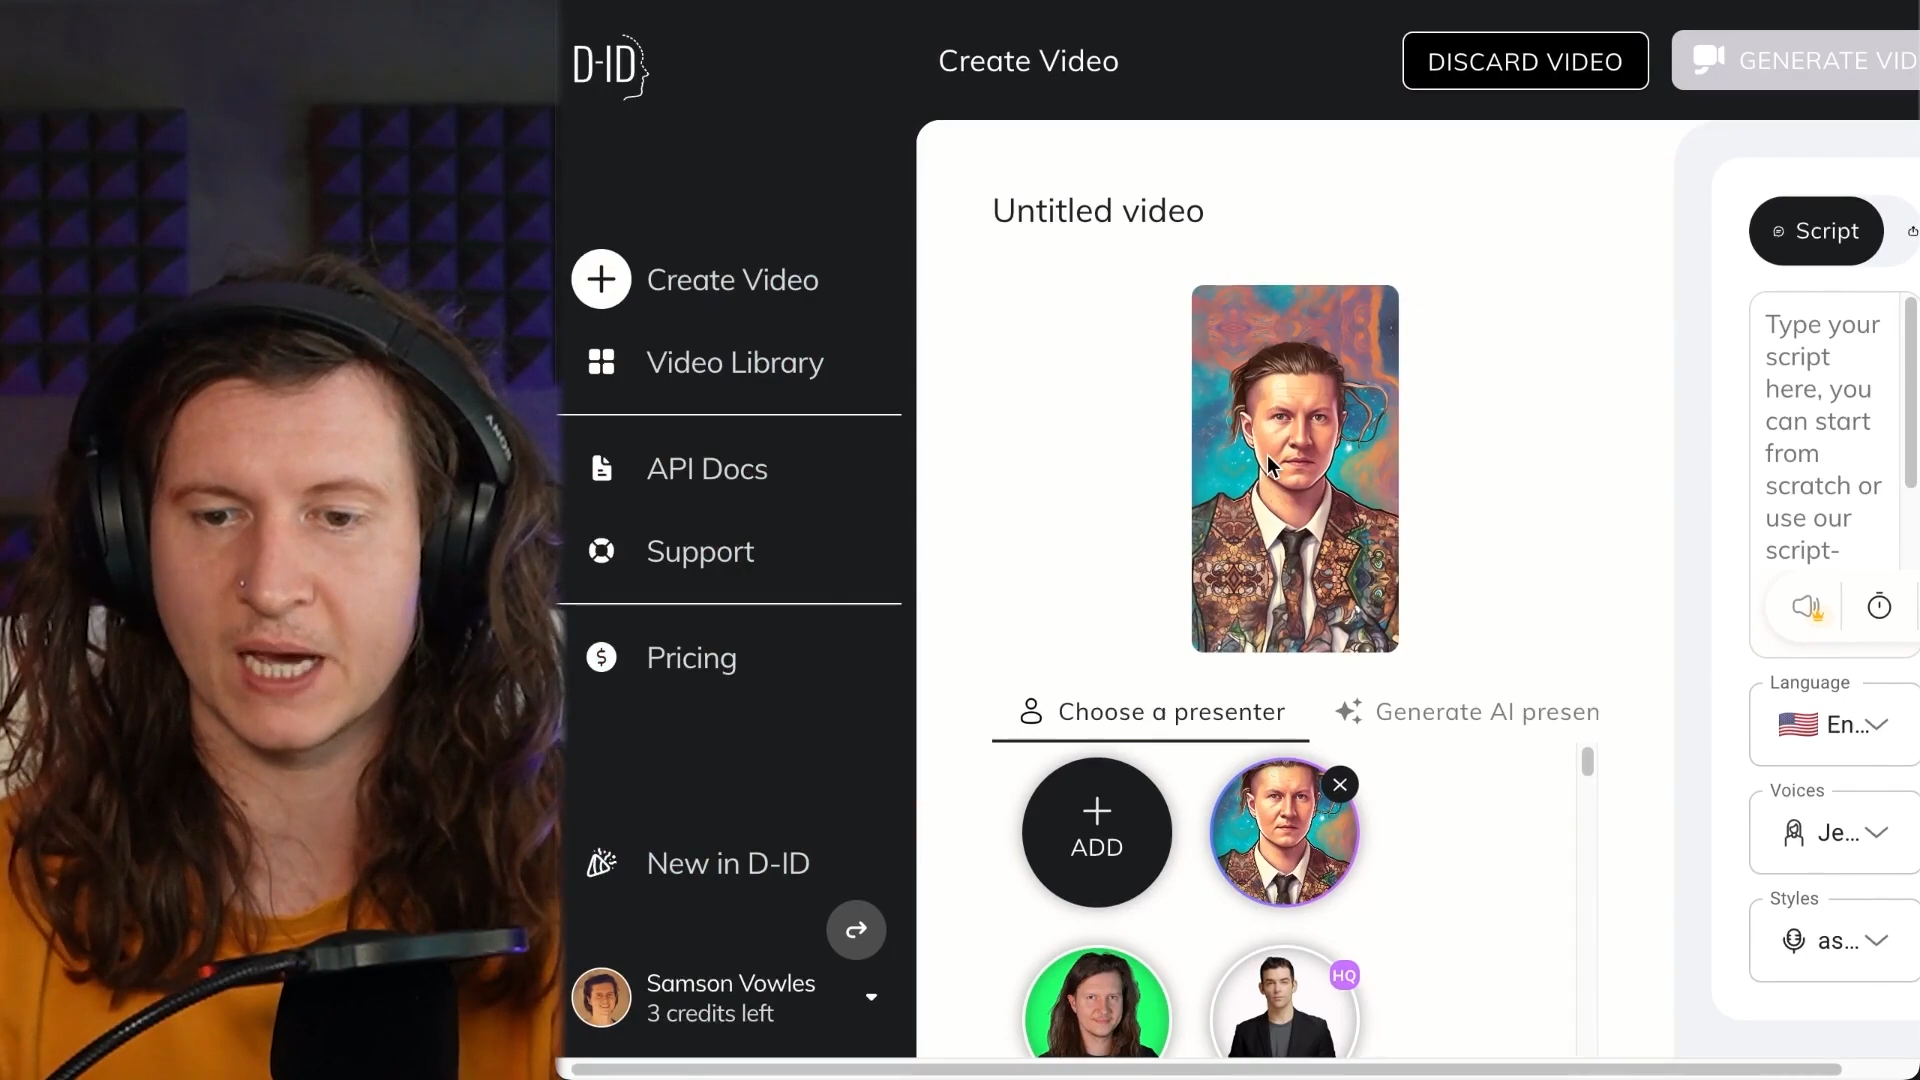 D-ID
Create Video
DISCARD VIDEO
GENERATE VID
Untitled video
Create Video
Video Library
API Docs
Support
Pricing
New in D-ID
Samson Vowles
3 credits left
Choose a presenter
Generate AI presen
ADD
HQ
Script
Type your
script
here, you
can start
from
scratch or
use our
script-
Language
En...
Voices
Je...
Styles
as...
SONY